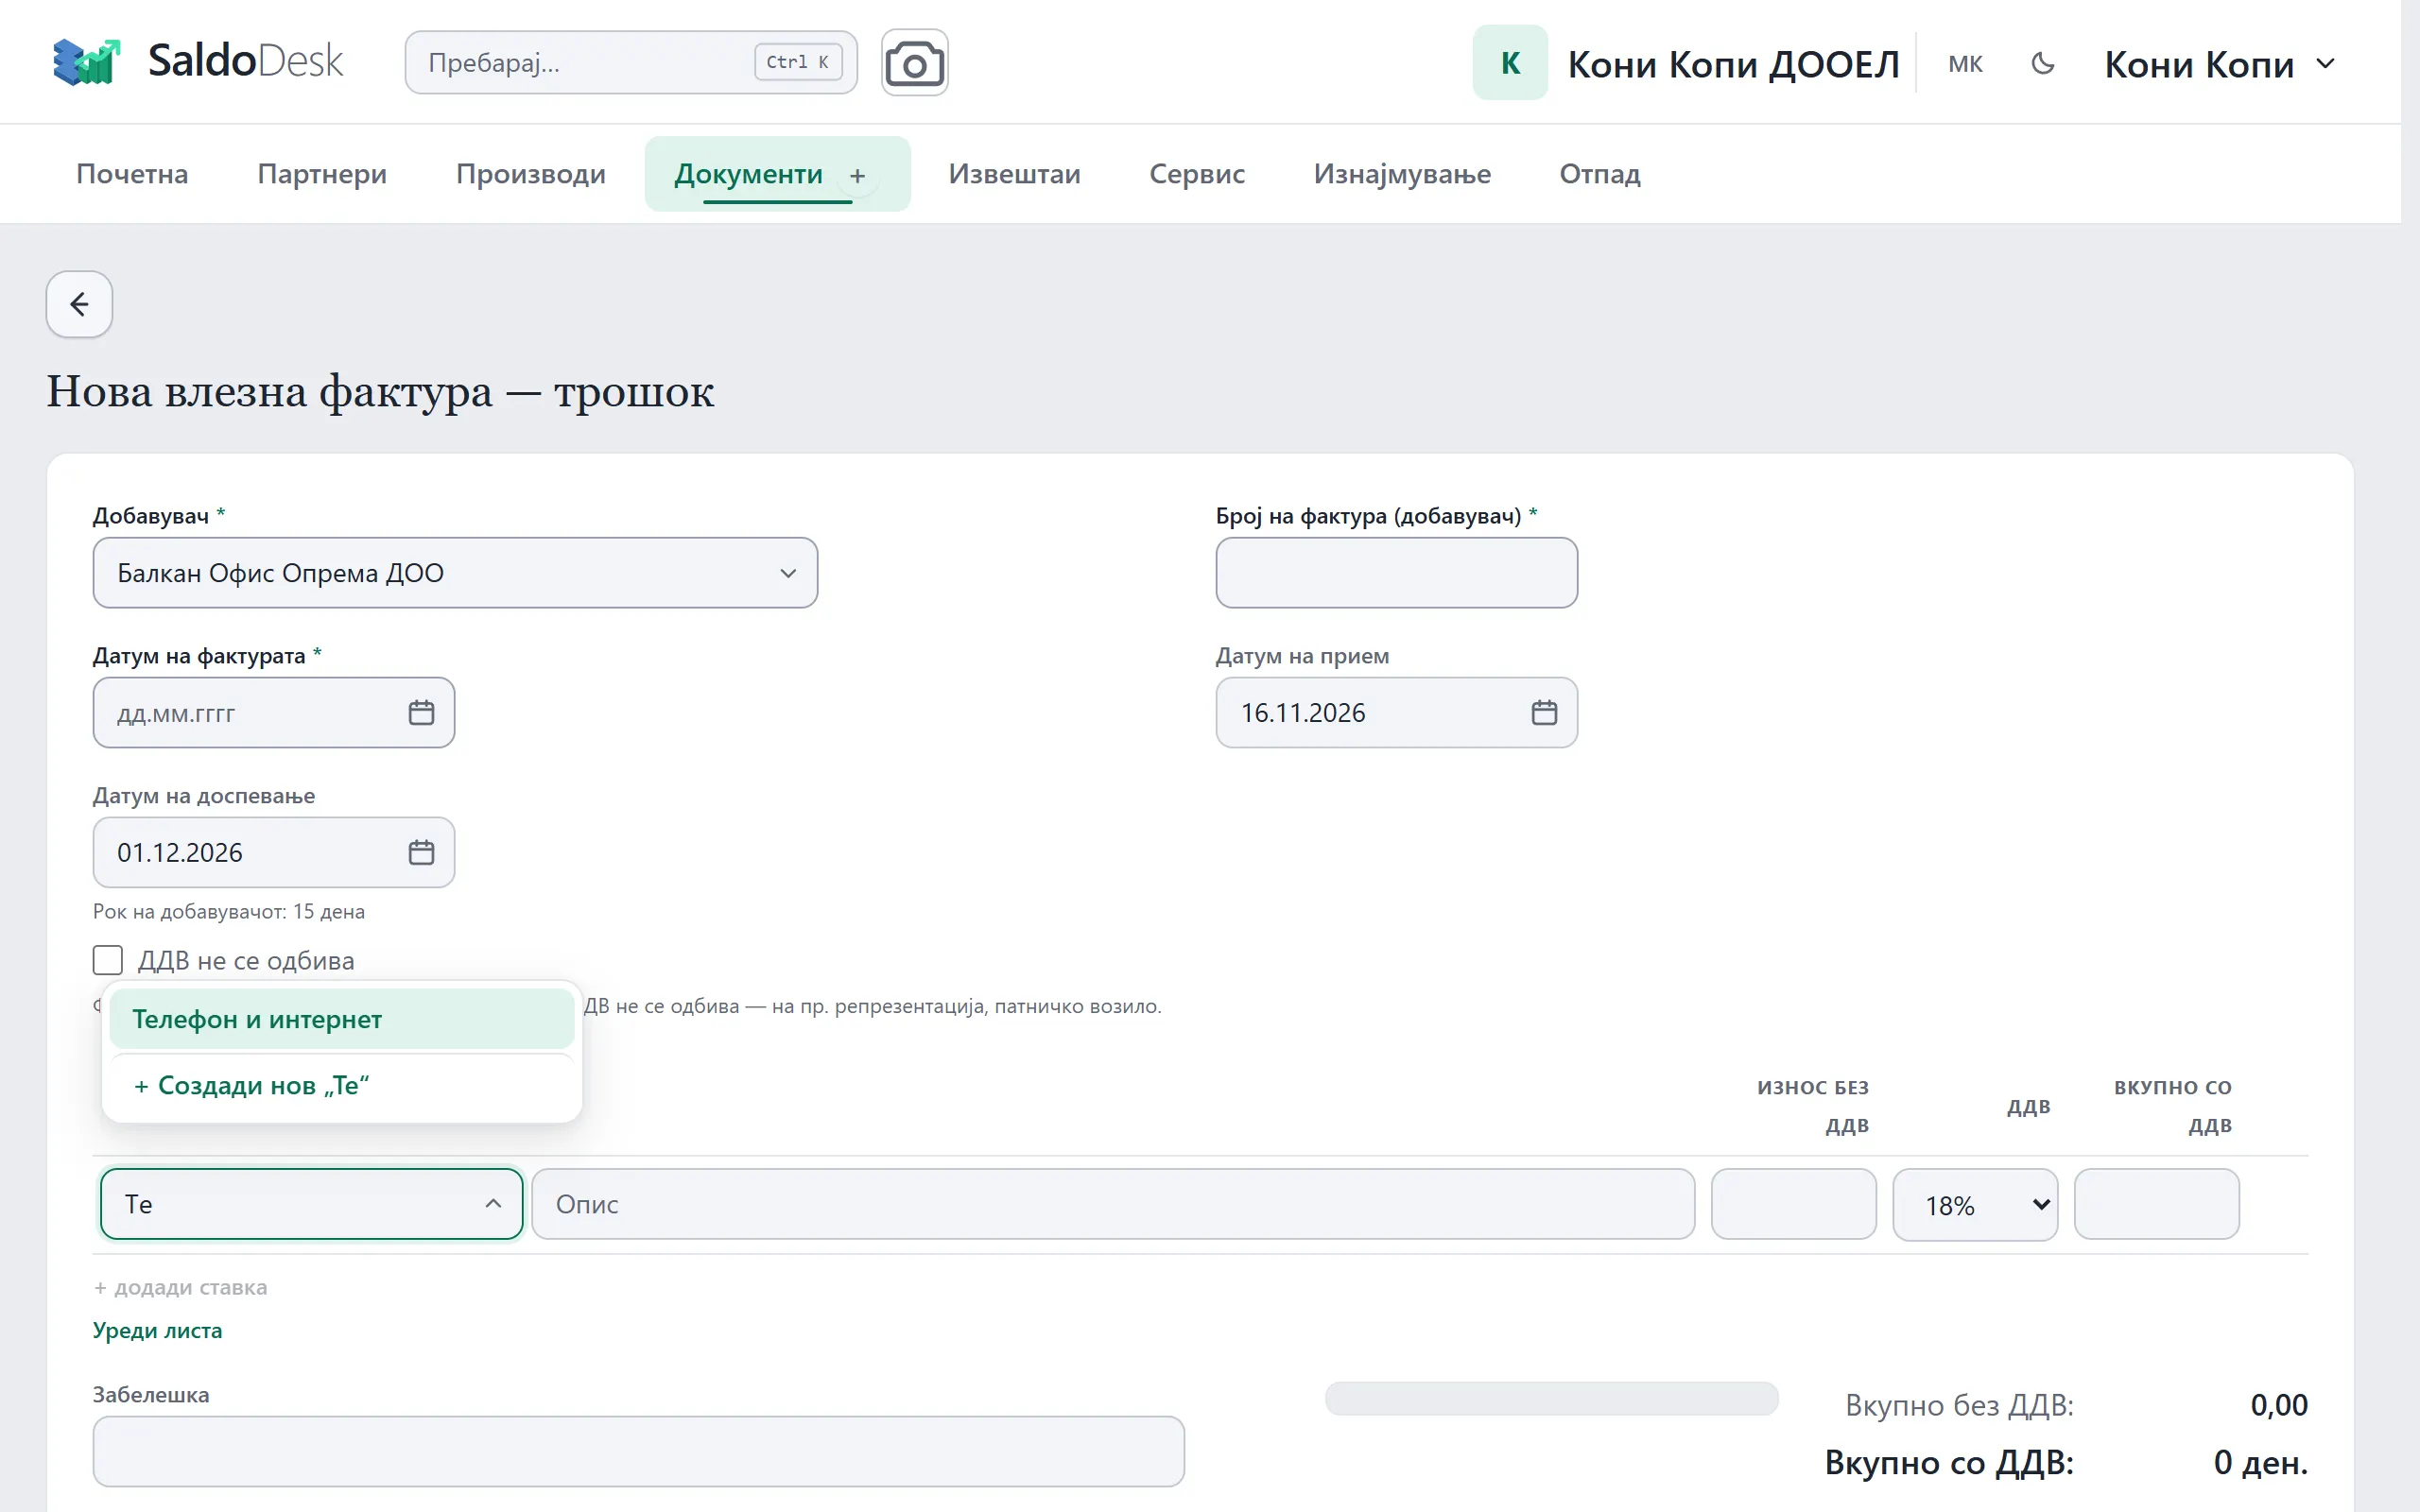 SaldoDesk
Пребарај...
Ctrl K
К
Кони Копи ДООЕЛ
МК
Кони Копи
Почетна
Партнери
Производи
Документи +
Извештаи
Сервис
Изнајмување
Отпад
Нова влезна фактура — трошок
Добавувач *
Број на фактура (добавувач) *
Балкан Офис Опрема ДОО
Датум на фактурата *
Датум на прием
дд.мм.гггг
16.11.2026
Датум на доспевање
01.12.2026
Рок на добавувачот: 15 дена
ДДВ не се одбива
ДВ не се одбива — на пр. репрезентација, патничко возило.
Телефон и интернет
+ Создади нов „Те“
ИЗНОС БЕЗ ДДВ
ДДВ
ВКУПНО СО ДДВ
Те
Опис
18%
+ додади ставка
Уреди листа
Забелешка
Вкупно без ДДВ:
0,00
Вкупно со ДДВ:
0 ден.